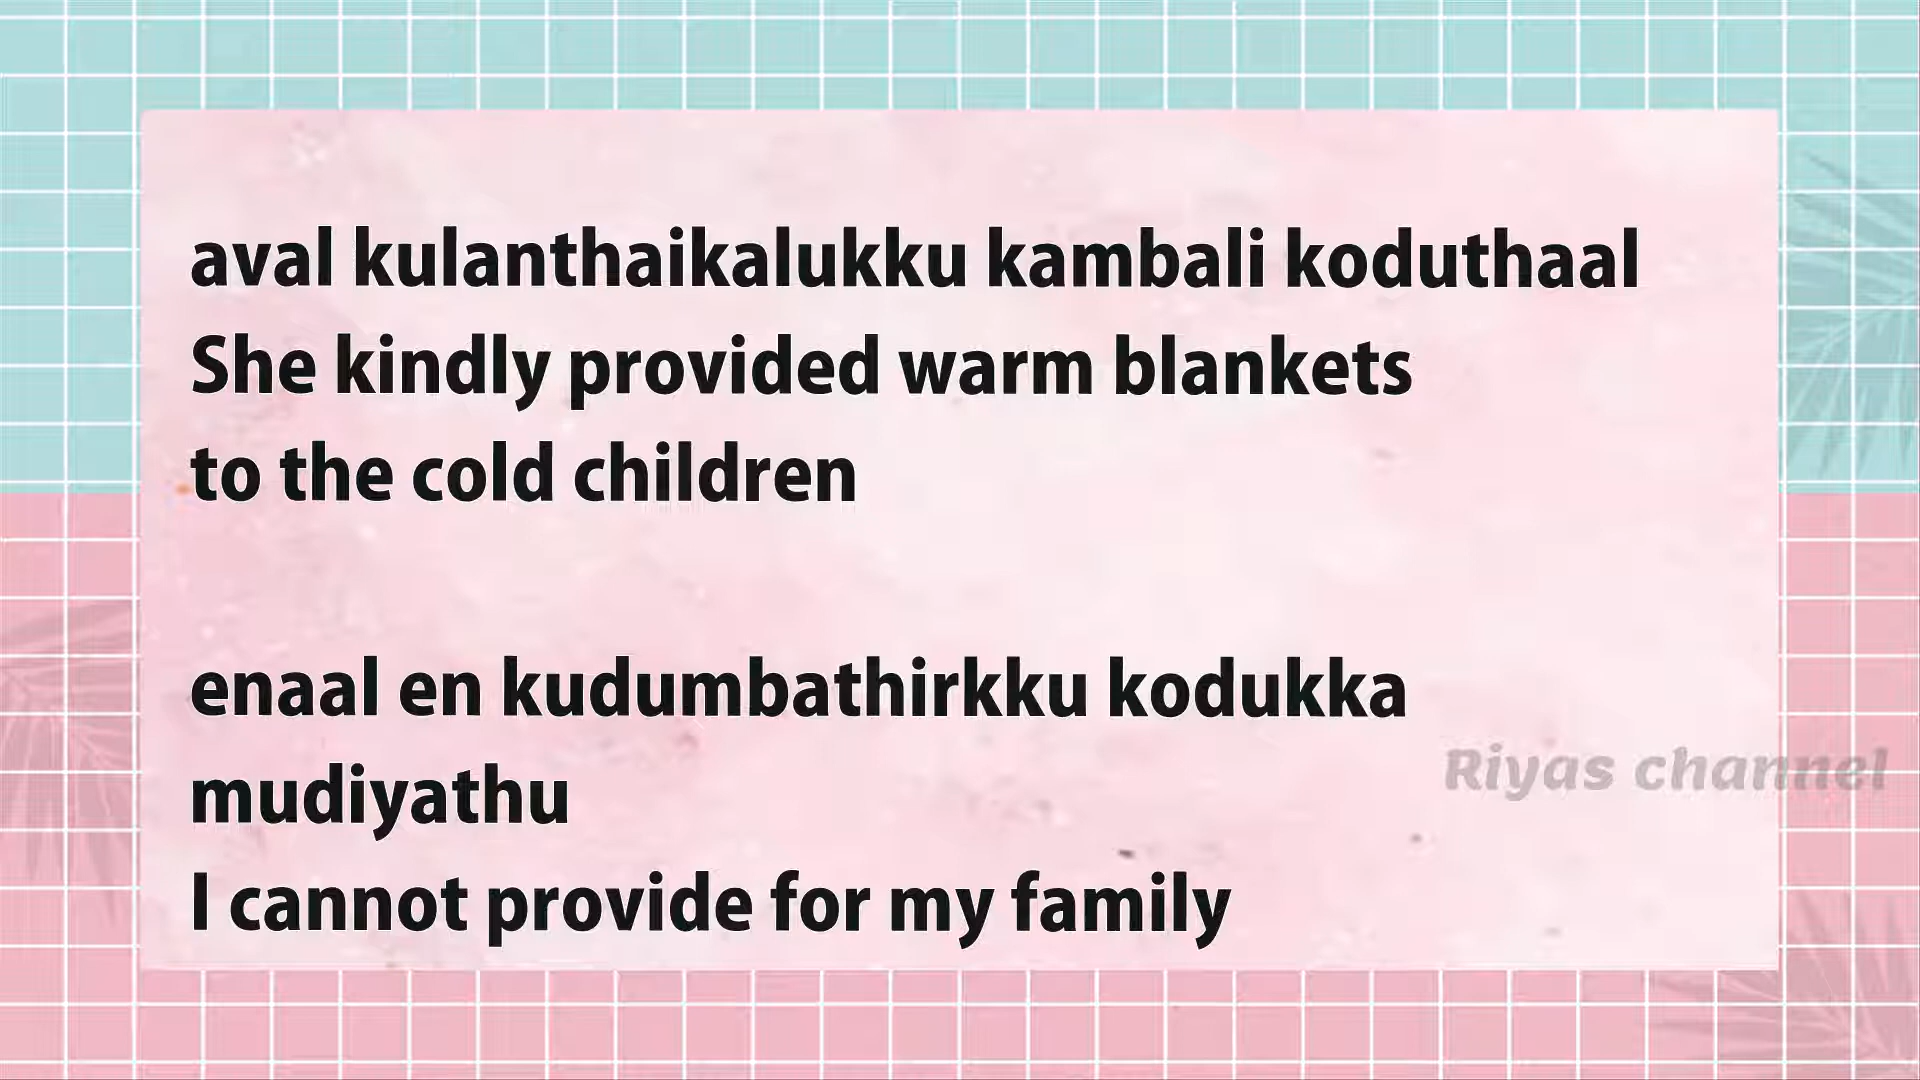 aval kulanthaikalukku kambali koduthaal
She kindly provided warm blankets
to the cold children
enaal en kudumbathirkku kodukka
mudiyathu
I cannot provide for my family
Riyas channel